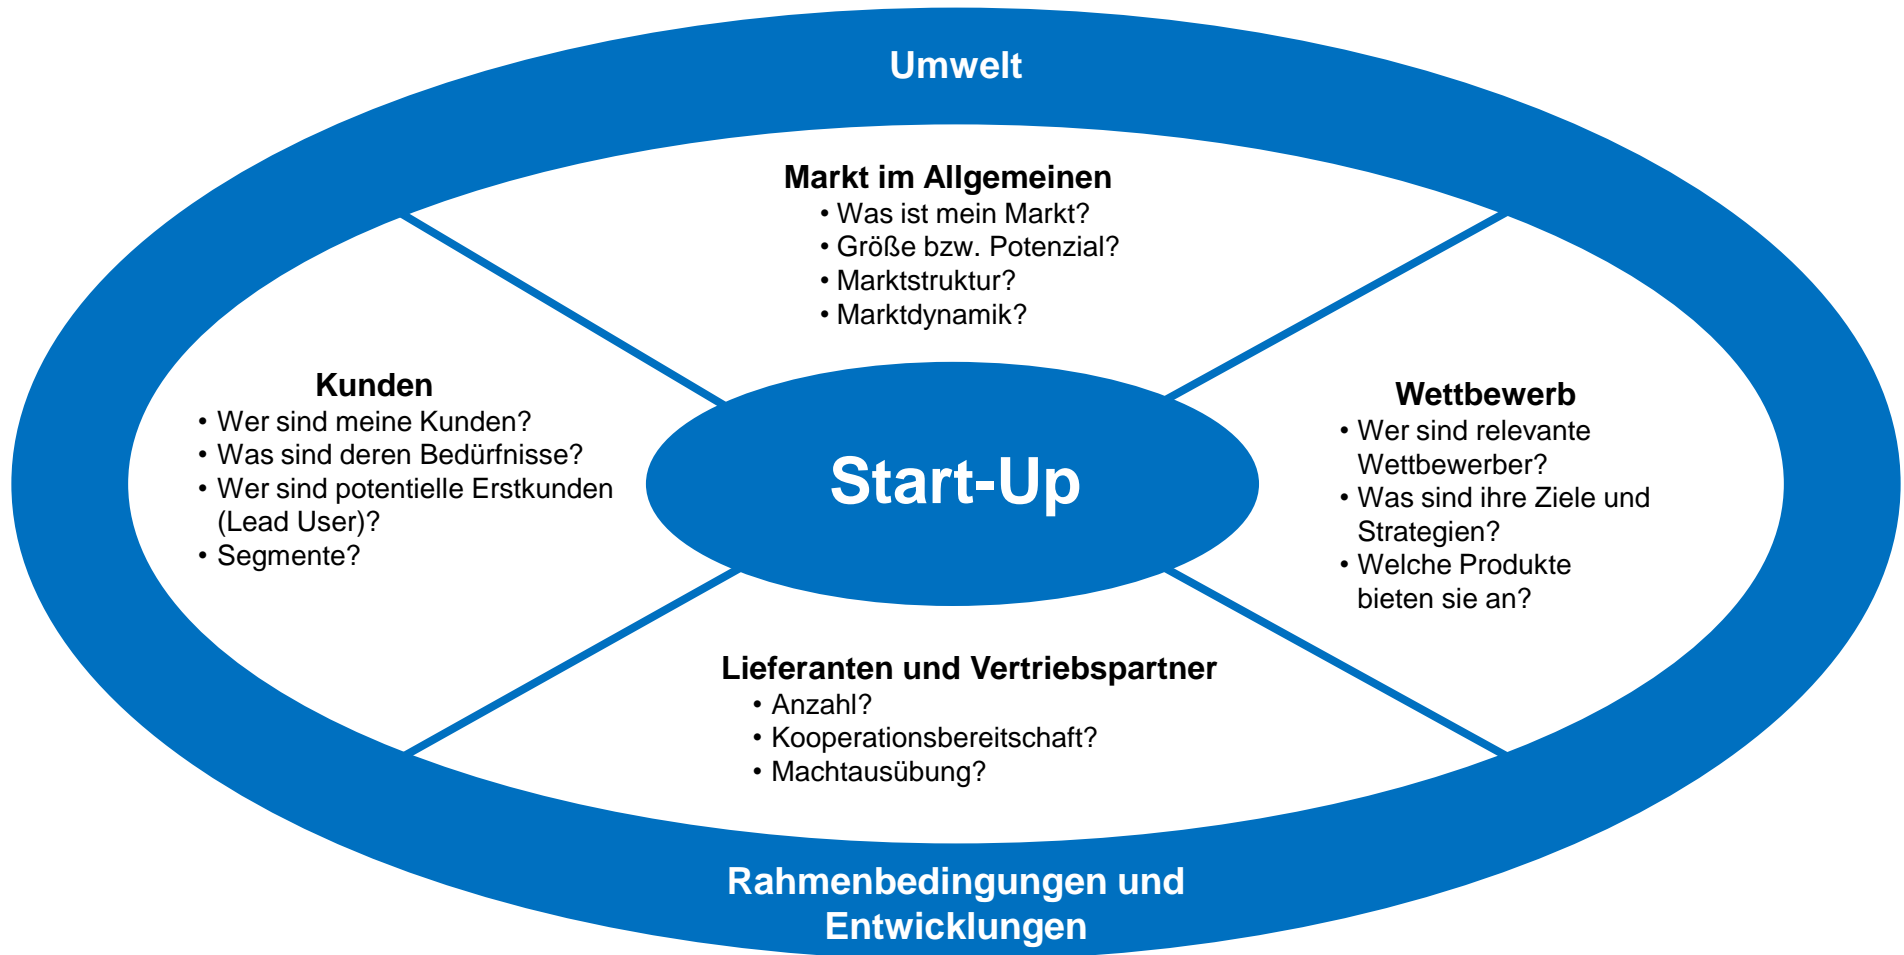 Umwelt
Markt im Allgemeinen
• Was ist mein Markt?
• Größe bzw. Potenzial?
• Marktstruktur?
• Marktdynamik?
Kunden
• Wer sind meine Kunden?
• Was sind deren Bedürfnisse?
• Wer sind potentielle Erstkunden
(Lead User)?
• Segmente?
Start-Up
Wettbewerb
• Wer sind relevante
Wettbewerber?
• Was sind ihre Ziele und
Strategien?
• Welche Produkte
bieten sie an?
Lieferanten und Vertriebspartner
• Anzahl?
• Kooperationsbereitschaft?
• Machtausübung?
Rahmenbedingungen und
Entwicklungen